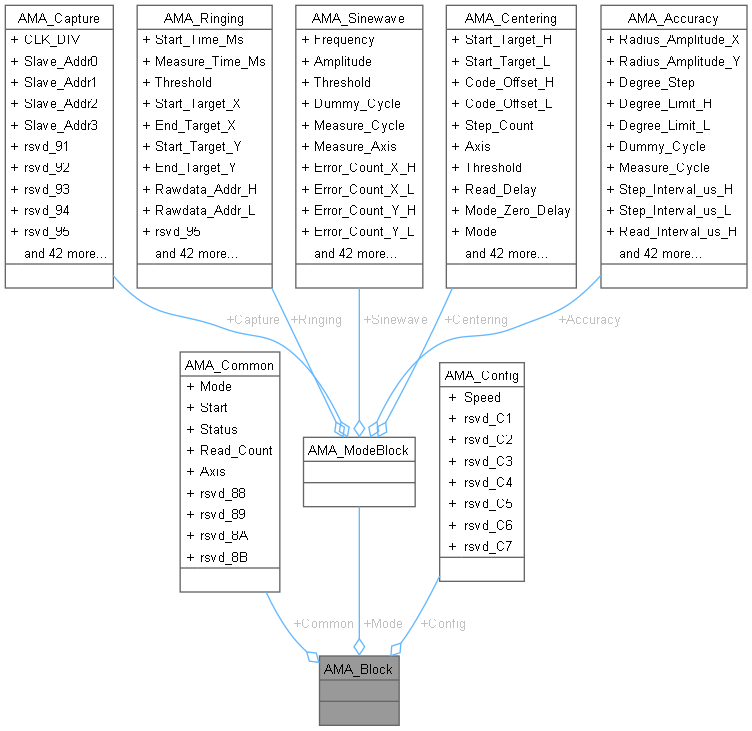 AMA_Capture
+ CLK_DIV
+ Slave_Addr0
+ Slave_Addr1
+ Slave_Addr2
+ Slave_Addr3
+ rsvd_91
+ rsvd_92
+ rsvd_93
+ rsvd_94
+ rsvd_95
and 42 more...
AMA_Ringing
+ Start_Time_Ms
+ Measure_Time_Ms
+ Threshold
+ Start_Target_X
+ End_Target_X
+ Start_Target_Y
+ End_Target_Y
+ Rawdata_Addr_H
+ Rawdata_Addr_L
+ rsvd_95
and 42 more...
AMA_Sinewave
+ Frequency
+ Amplitude
+ Threshold
+ Dummy_Cycle
+ Measure_Cycle
+ Measure_Axis
+ Error_Count_X_H
+ Error_Count_X_L
+ Error_Count_Y_H
+ Error_Count_Y_L
and 42 more...
AMA_Centering
+ Start_Target_H
+ Start_Target_L
+ Code_Offset_H
+ Code_Offset_L
+ Step_Count
+ Axis
+ Threshold
+ Read_Delay
+ Mode_Zero_Delay
+ Mode
and 42 more...
AMA_Accuracy
+ Radius_Amplitude_X
+ Radius_Amplitude_Y
+ Degree_Step
+ Degree_Limit_H
+ Degree_Limit_L
+ Dummy_Cycle
+ Measure_Cycle
+ Step_Interval_us_H
+ Step_Interval_us_L
+ Read_Interval_us_H
and 42 more...
+Capture
+Ringing
+Sinewave
+Centering
+Accuracy
AMA_Common
+ Mode
+ Start
+ Status
+ Read_Count
+ Axis
+ rsvd_88
+ rsvd_89
+ rsvd_8A
+ rsvd_8B
AMA_ModeBlock
AMA_Config
+ Speed
+ rsvd_C1
+ rsvd_C2
+ rsvd_C3
+ rsvd_C4
+ rsvd_C5
+ rsvd_C6
+ rsvd_C7
+Common
+Mode
+Config
AMA_Block